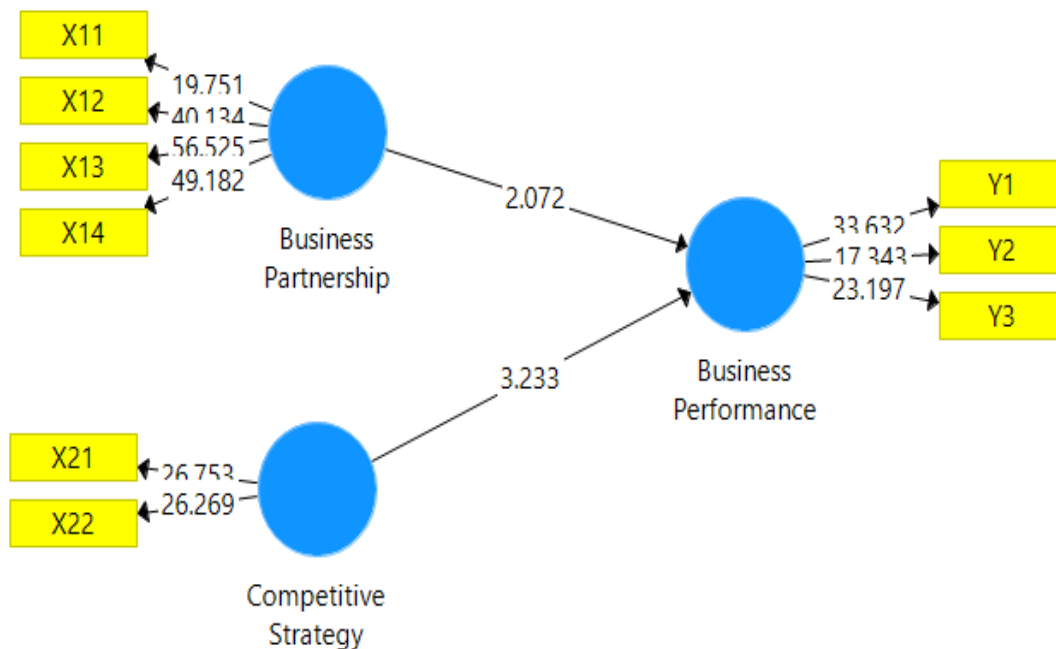 X11
X12
X13
X14
19.751
40.134
56.525
49.182
Business
Partnership
2.072
Y1
Y2
Y3
33.632
17.343
23.197
Business
Performance
3.233
X21
X22
26.753
26.269
Competitive
Strategy